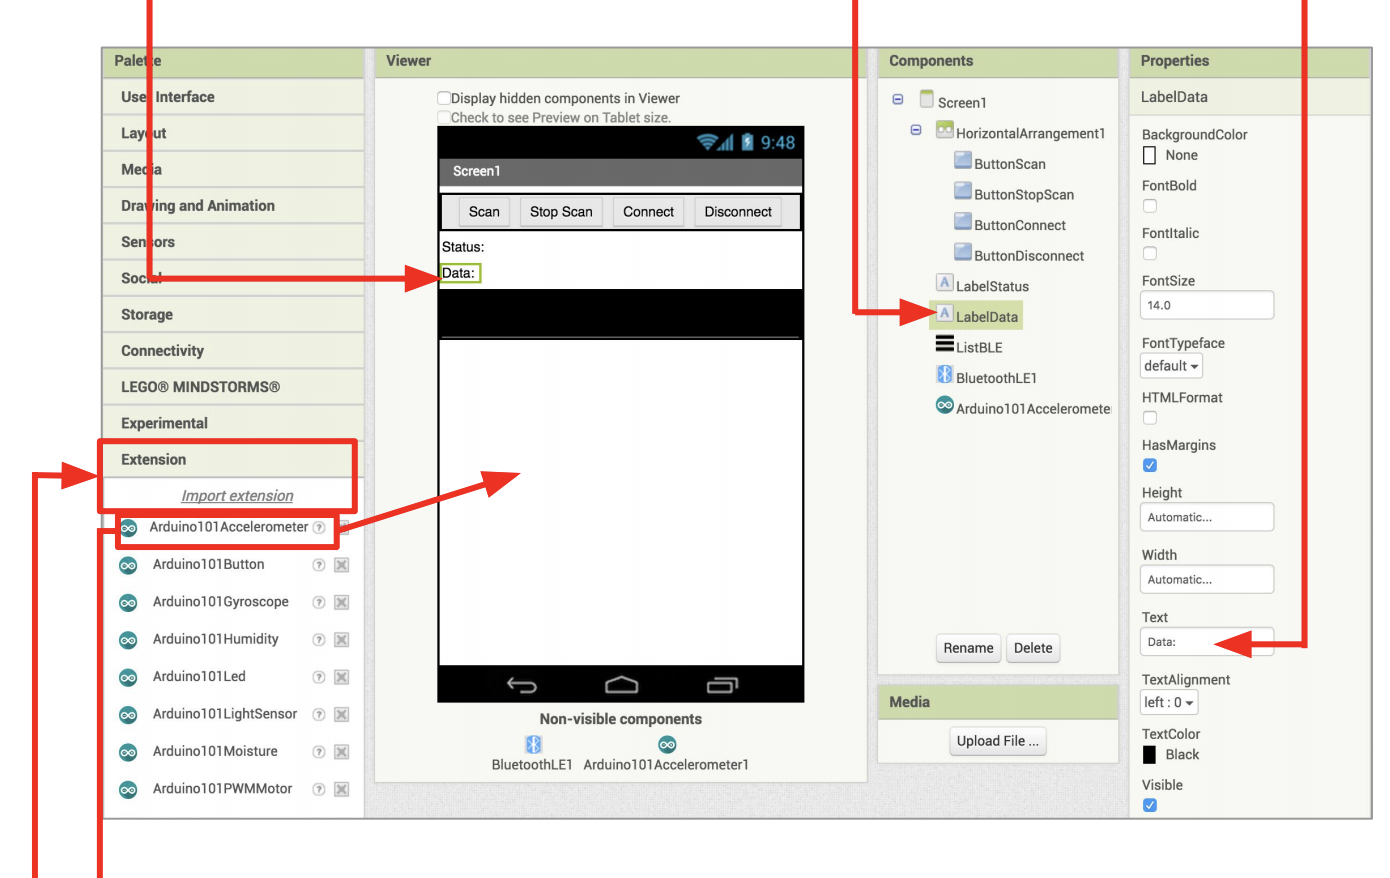 Palette
User Interface
Layout
Media
Drawing and Animation
Sensors
Social
Storage
Connectivity
LEGO® MINDSTORMS®
Experimental
Extension
Import extension
Arduino101Accelerometer ?
Arduino101Button ?
Arduino101Gyroscope ?
Arduino101Humidity ?
Arduino101Led ?
Arduino101LightSensor ?
Arduino101Moisture ?
Arduino101PWMMotor ?
Viewer
Display hidden components in Viewer
Check to see Preview on Tablet size.
9:48
Screen1
Scan Stop Scan Connect Disconnect
Status:
Data:
Non-visible components
BluetoothLE1 Arduino101Accelerometer1
Components
Screen1
HorizontalArrangement1
ButtonScan
ButtonStopScan
ButtonConnect
ButtonDisconnect
A LabelStatus
A LabelData
ListBLE
BluetoothLE1
Arduino101Acceleromete
Rename Delete
Media
Upload File ...
Properties
LabelData
BackgroundColor
None
FontBold
FontItalic
FontSize
14.0
FontTypeface
default
HTMLFormat
HasMargins
Height
Automatic...
Width
Automatic...
Text
Data:
TextAlignment
left : 0
TextColor
Black
Visible